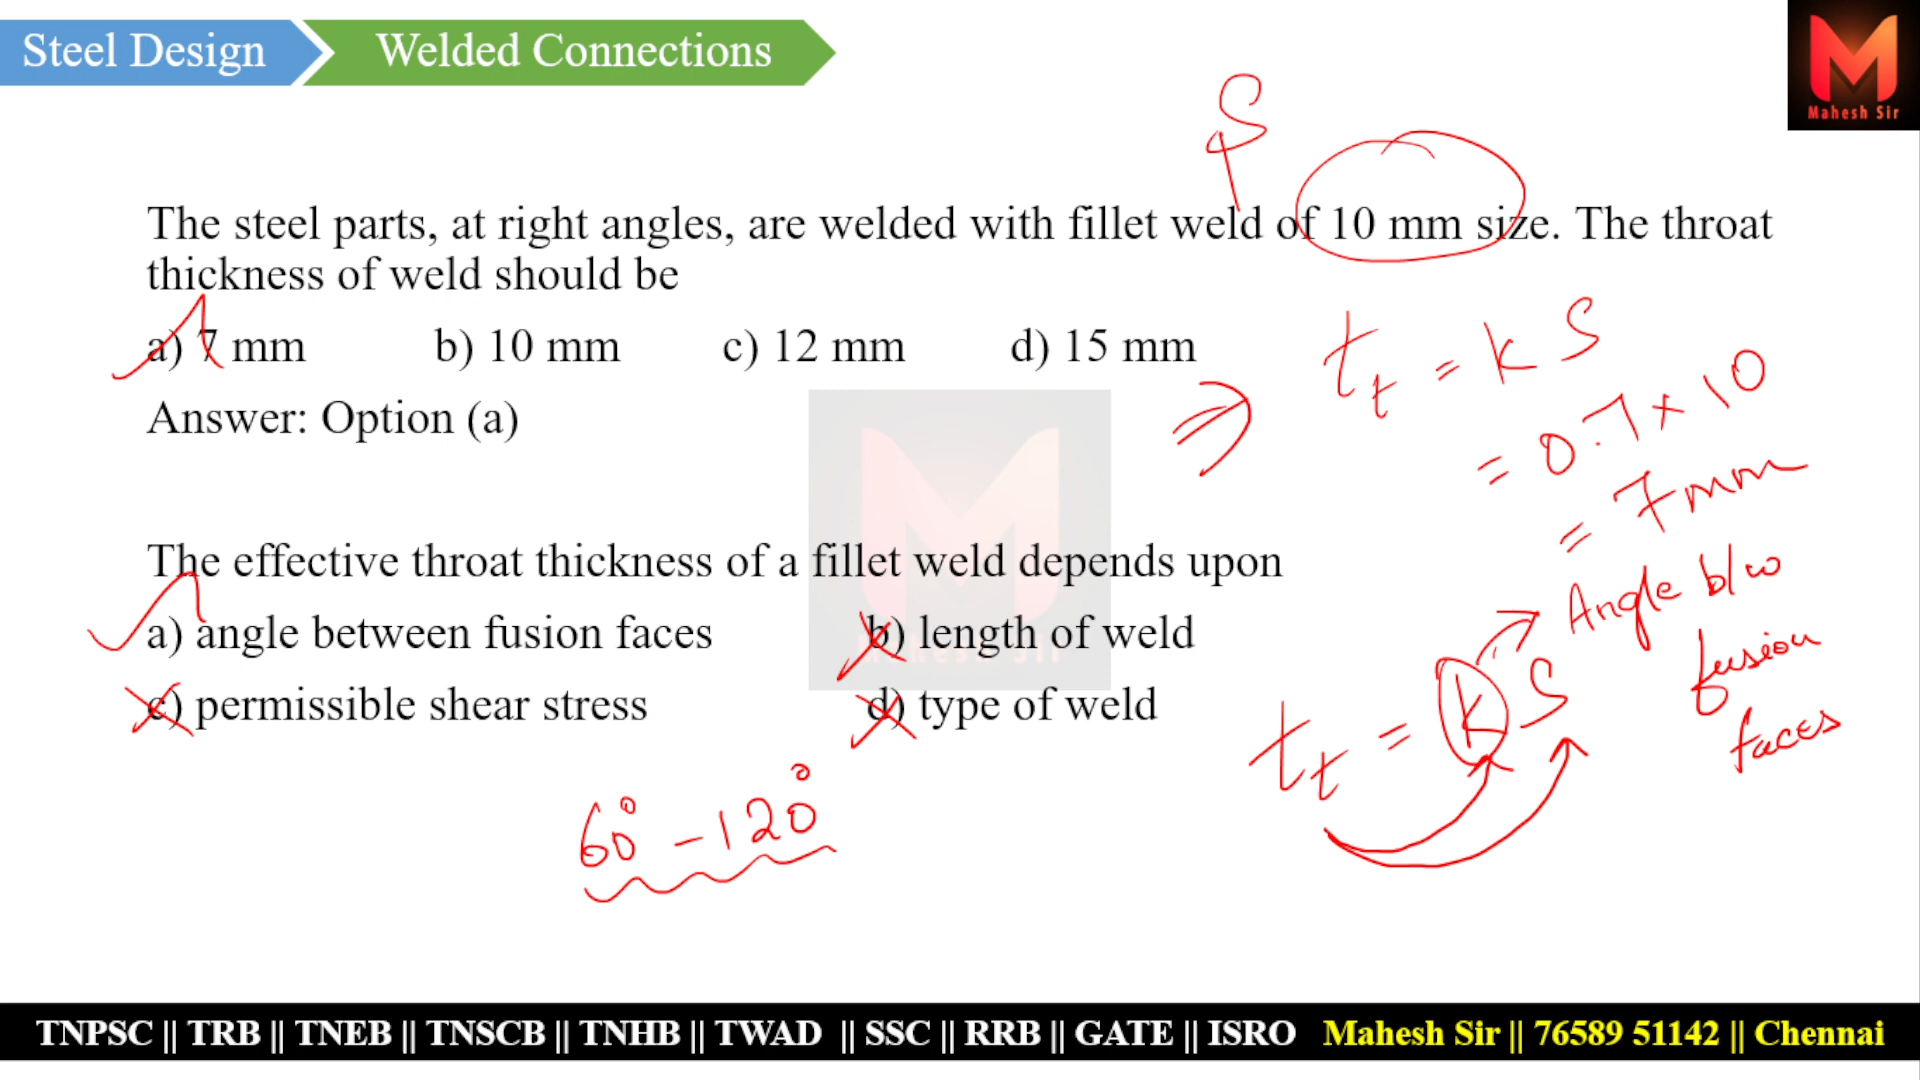 Steel Design
Welded Connections
Mahesh Sir
S
The steel parts, at right angles, are welded with fillet weld of 10 mm size. The throat
thickness of weld should be
a) 7 mm b) 10 mm c) 12 mm d) 15 mm
Answer: Option (a)
⇒ tt = k S
= 0.7 × 10
= 7mm
The effective throat thickness of a fillet weld depends upon
a) angle between fusion faces b) length of weld
c) permissible shear stress d) type of weld
Angle b/w
fusion
faces
tt = k S
60° - 120°
Mahesh Sir
TNPSC || TRB || TNEB || TNSCB || TNHB || TWAD || SSC || RRB || GATE || ISRO Mahesh Sir || 76589 51142 || Chennai